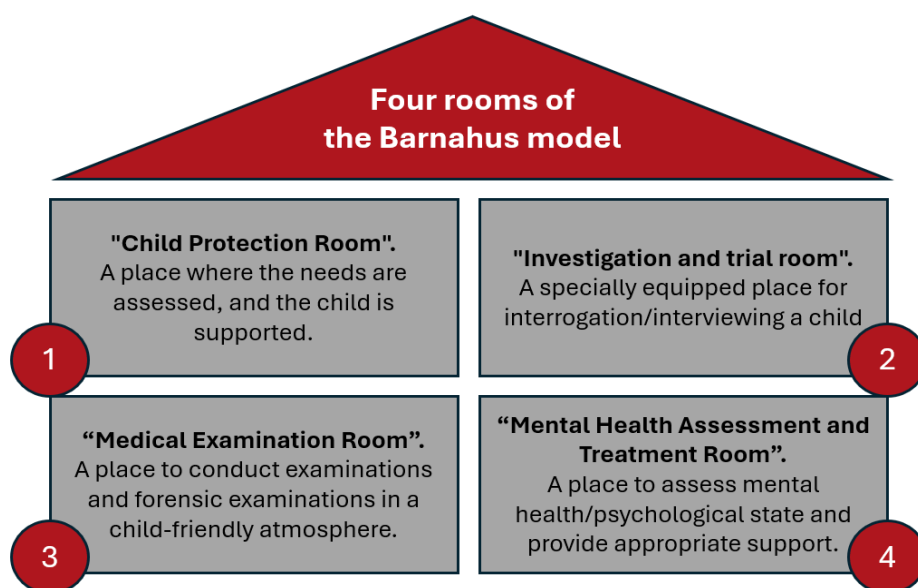 Four rooms of
the Barnahus model
"Child Protection Room".
A place where the needs are
assessed, and the child is
supported.
1
"Investigation and trial room".
A specially equipped place for
interrogation/interviewing a child
2
“Medical Examination Room”.
A place to conduct examinations
and forensic examinations in a
child-friendly atmosphere.
3
“Mental Health Assessment and
Treatment Room”.
A place to assess mental
health/psychological state and
provide appropriate support.
4